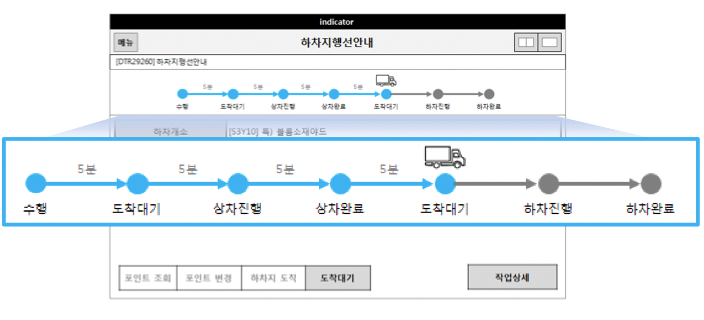 indicator
메뉴 하차지행선안내
[DTR29260] 하차지행선안내
5분 5분 5분 5분
수행 도착대기 상차진행 상차완료 도착대기 하차진행 하차완료
하차개소 [S3Y10] 특) 블룸소재야드
5분 5분 5분 5분
수행 도착대기 상차진행 상차완료 도착대기 하차진행 하차완료
포인트 조회 포인트 변경 하차지 도착 도착대기 작업상세